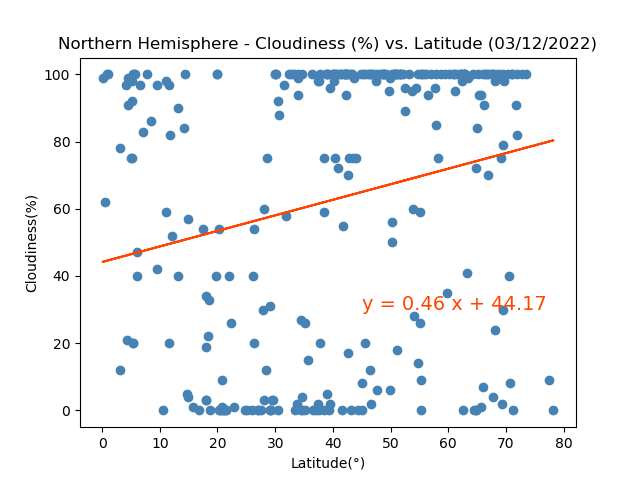 Northern Hemisphere - Cloudiness (%) vs. Latitude (03/12/2022)
100
80
60
40
20
0
Cloudiness(%)
y = 0.46 x + 44.17
0 10 20 30 40 50 60 70 80
Latitude(°)